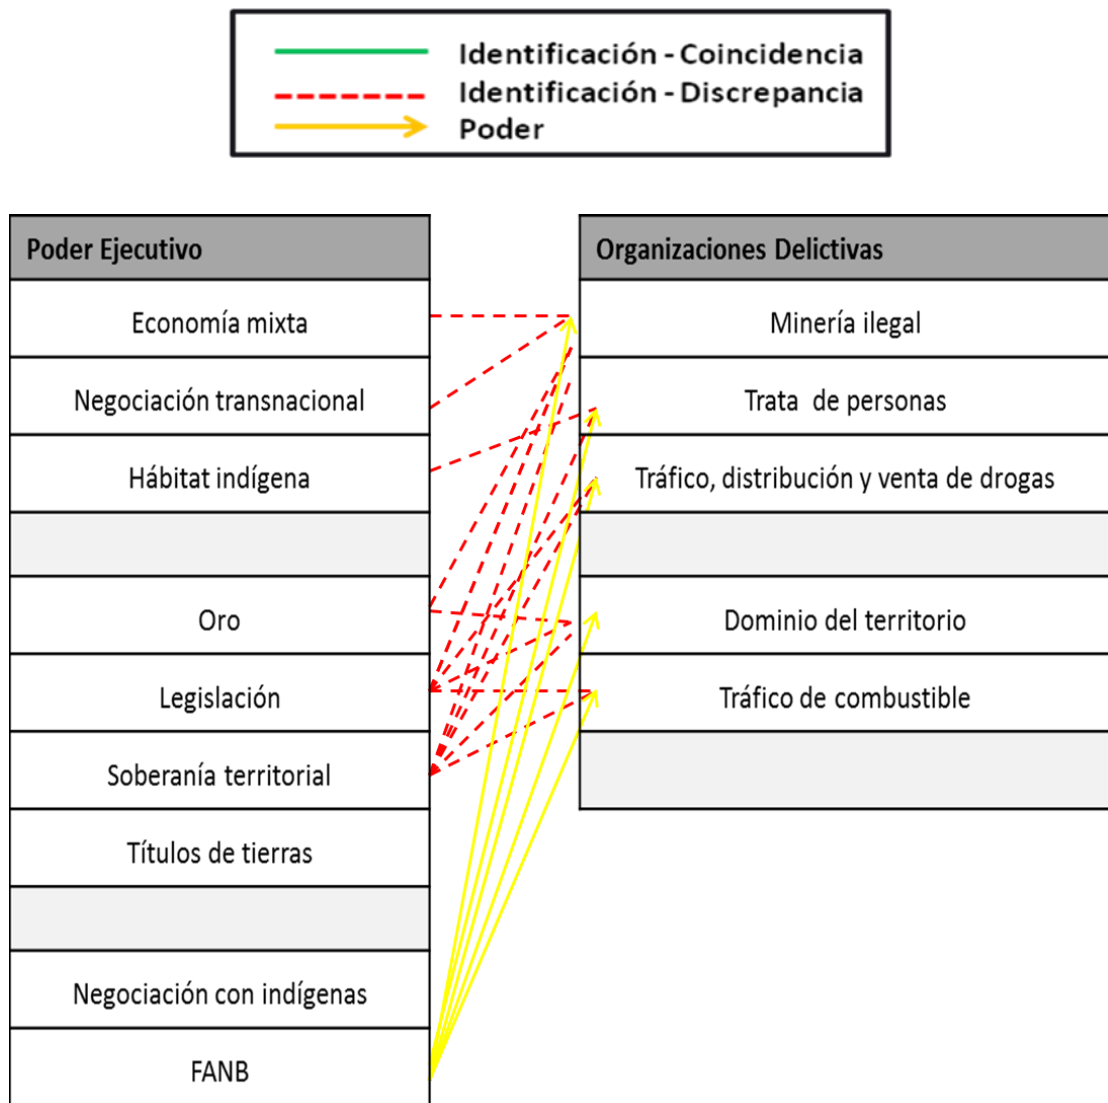 Identificación - Coincidencia
Identificación - Discrepancia
Poder
Poder Ejecutivo
Economía mixta
Negociación transnacional
Hábitat indígena
Oro
Legislación
Soberanía territorial
Títulos de tierras
Negociación con indígenas
FANB
Organizaciones Delictivas
Minería ilegal
Trata de personas
Tráfico, distribución y venta de drogas
Dominio del territorio
Tráfico de combustible